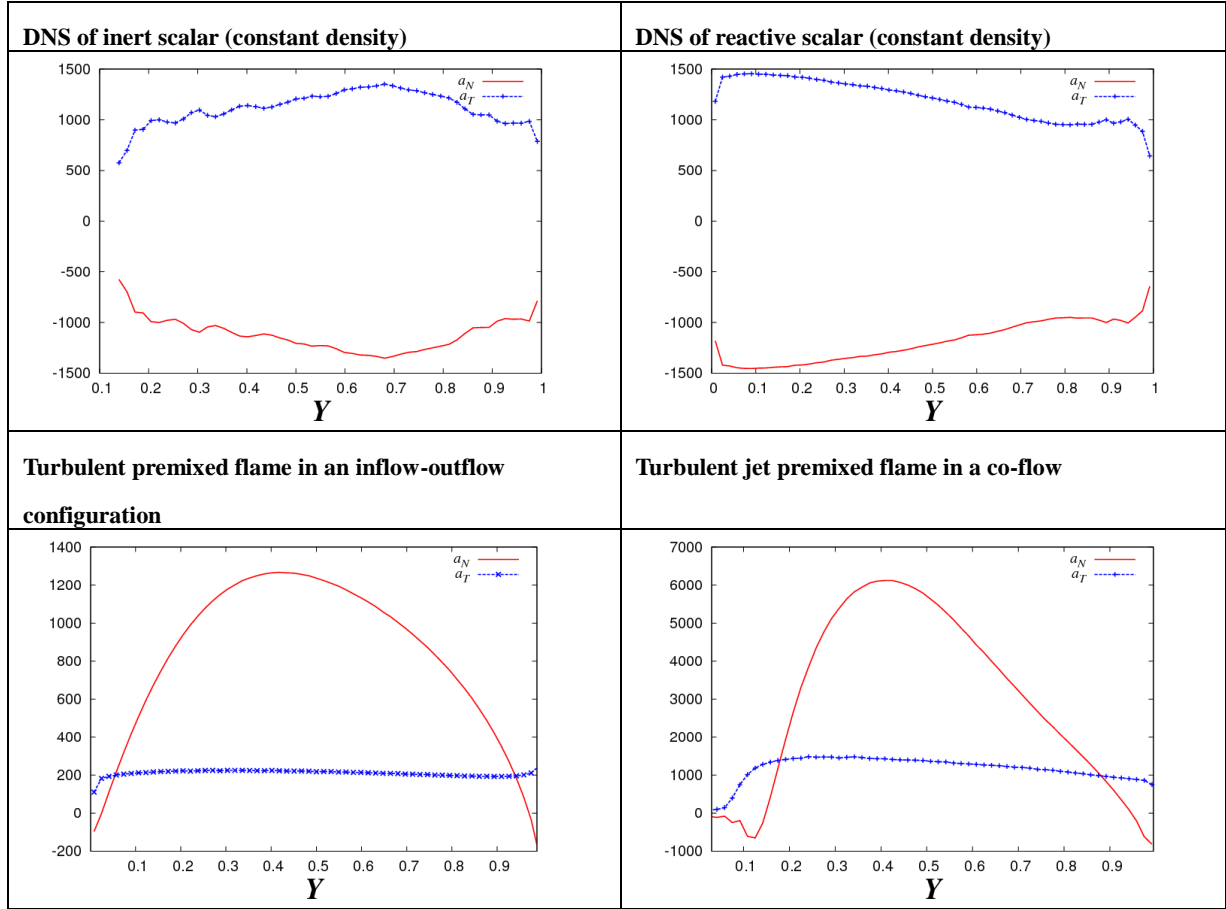 DNS of inert scalar (constant density)
DNS of reactive scalar (constant density)
1500
1000
500
0
-500
-1000
-1500
0.1 0.2 0.3 0.4 0.5 0.6 0.7 0.8 0.9 1
a_N
a_T
Y
1500
1000
500
0
-500
-1000
-1500
0 0.1 0.2 0.3 0.4 0.5 0.6 0.7 0.8 0.9 1
a_N
a_T
Y
Turbulent premixed flame in an inflow-outflow
configuration
Turbulent jet premixed flame in a co-flow
1400
1200
1000
800
600
400
200
0
-200
0.1 0.2 0.3 0.4 0.5 0.6 0.7 0.8 0.9
a_N
a_T
Y
7000
6000
5000
4000
3000
2000
1000
0
-1000
0.1 0.2 0.3 0.4 0.5 0.6 0.7 0.8 0.9
a_N
a_T
Y